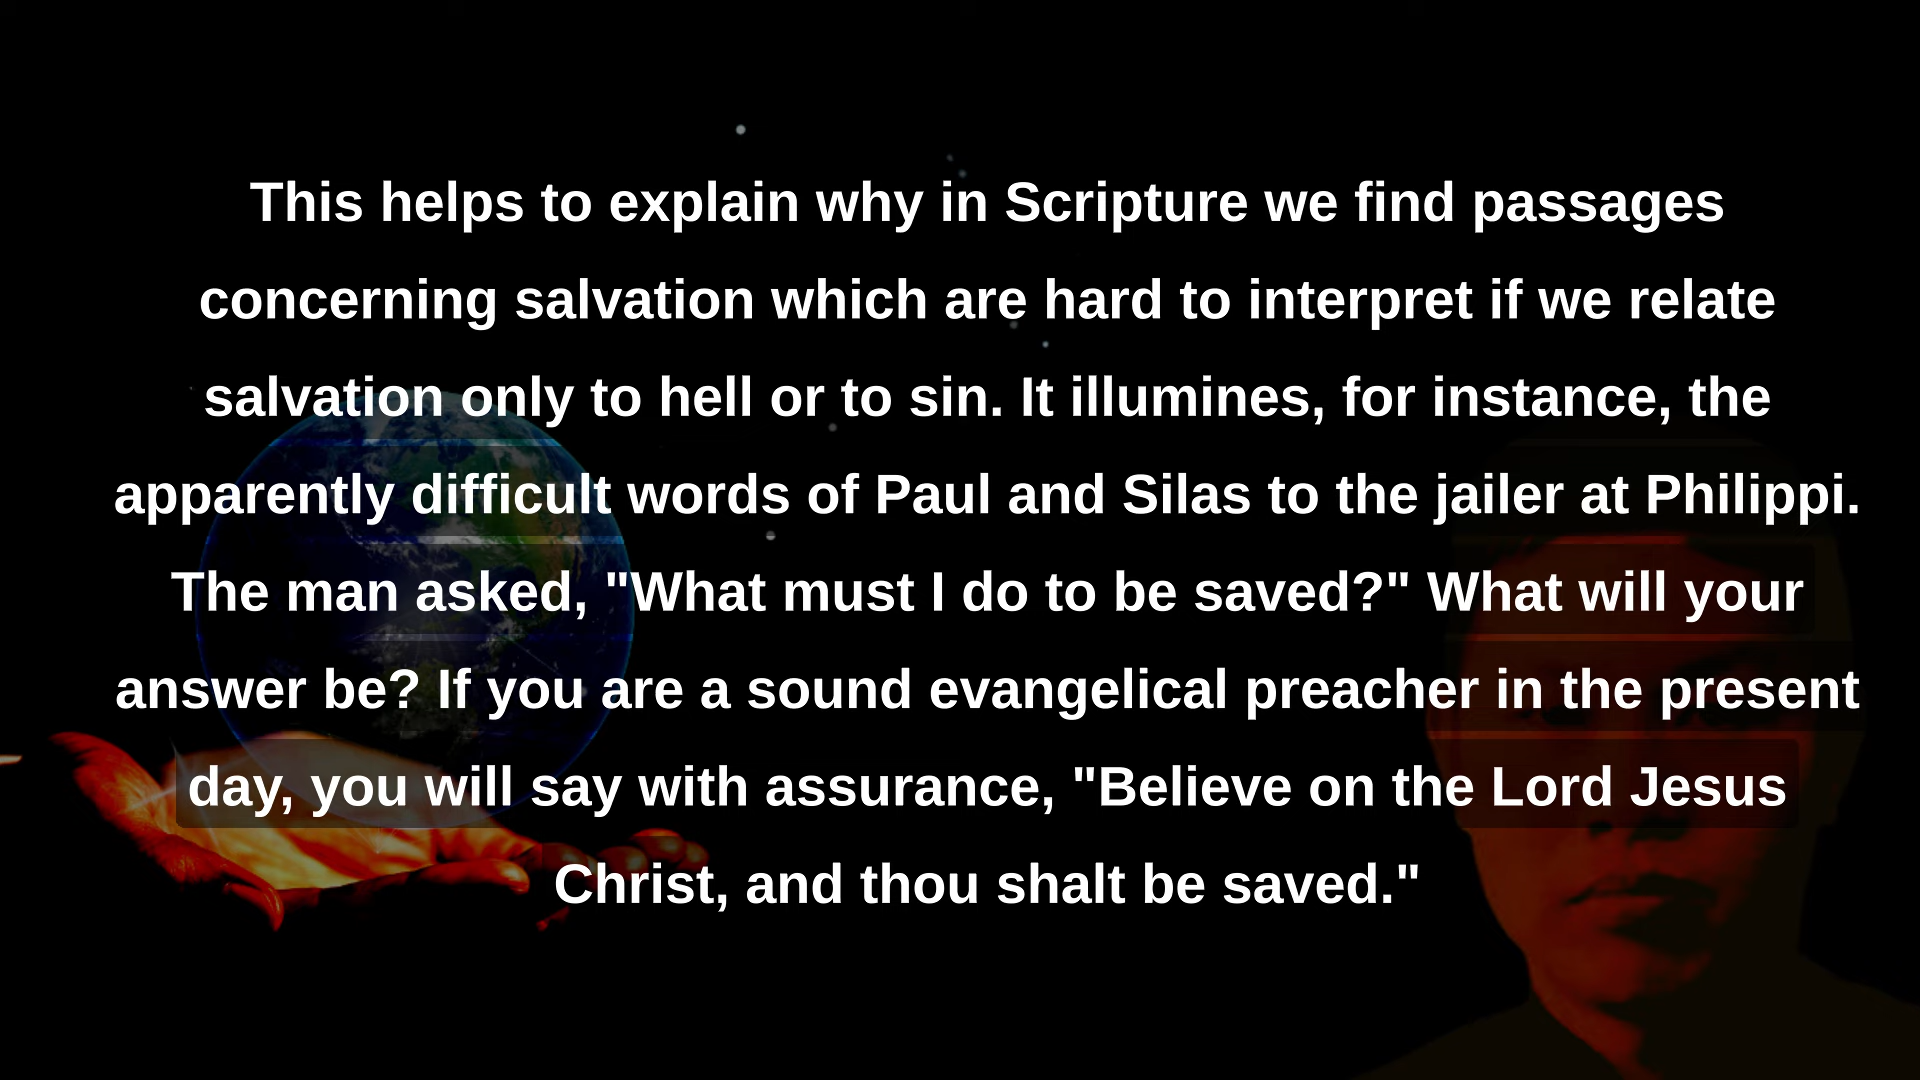 This helps to explain why in Scripture we find passages
concerning salvation which are hard to interpret if we relate
salvation only to hell or to sin. It illumines, for instance, the
apparently difficult words of Paul and Silas to the jailer at Philippi.
The man asked, "What must I do to be saved?" What will your
answer be? If you are a sound evangelical preacher in the present
day, you will say with assurance, "Believe on the Lord Jesus
Christ, and thou shalt be saved."